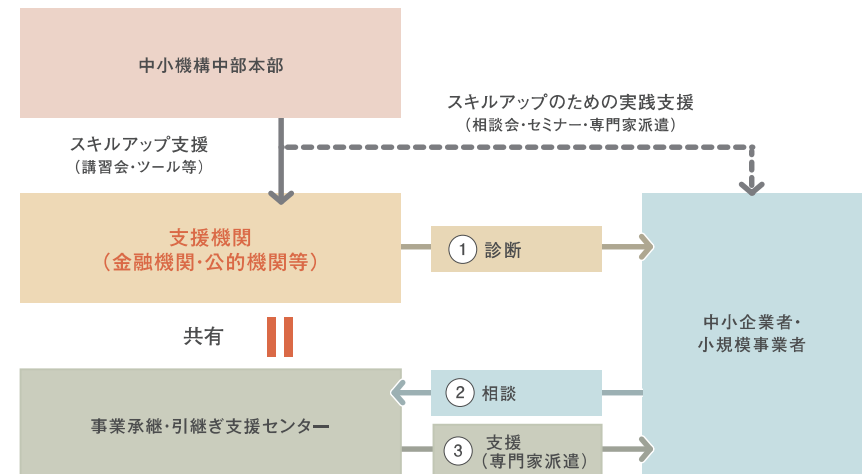 中小機構中部本部
スキルアップのための実践支援
（相談会・セミナー・専門家派遣）
スキルアップ支援
（講習会・ツール等）
支援機関
（金融機関・公的機関等）
1 診断
中小企業者・
小規模事業者
共有
2 相談
事業承継・引継ぎ支援センター
3 支援
（専門家派遣）